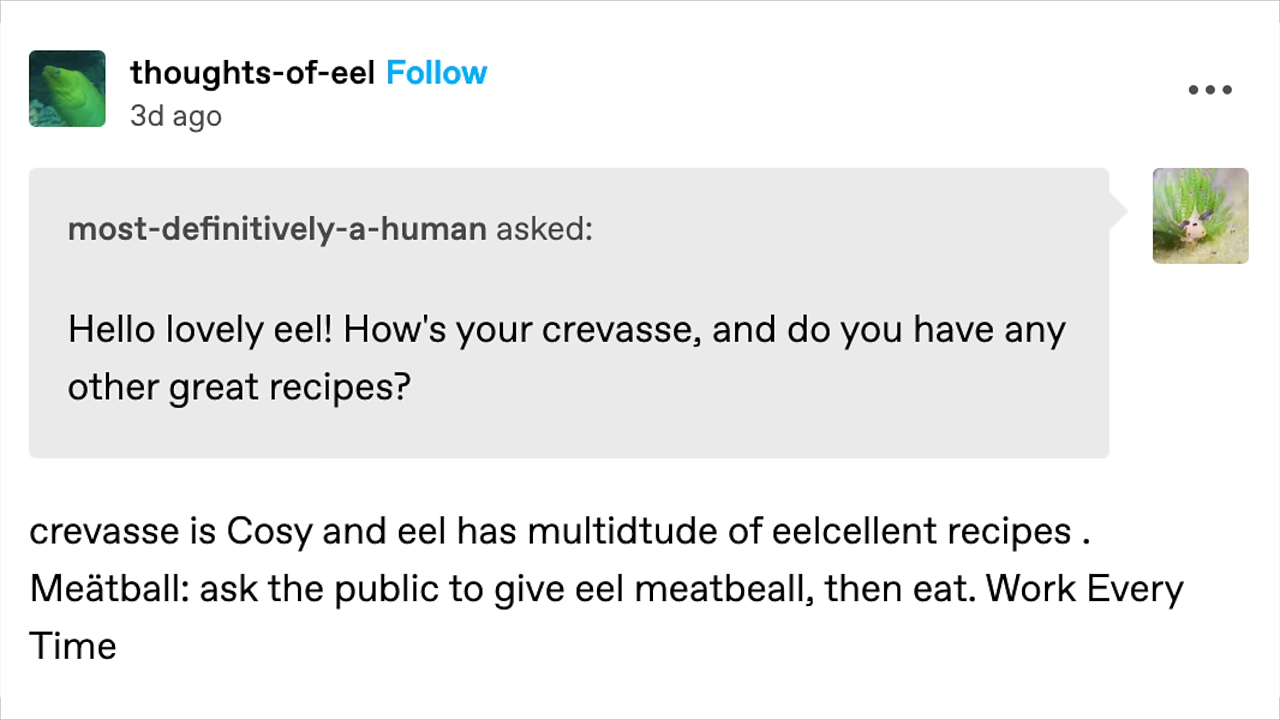 thoughts-of-eel Follow
3d ago
most-definitively-a-human asked:
Hello lovely eel! How's your crevasse, and do you have any
other great recipes?
crevasse is Cosy and eel has multidtude of eelcellent recipes .
Meätball: ask the public to give eel meatbeall, then eat. Work Every
Time